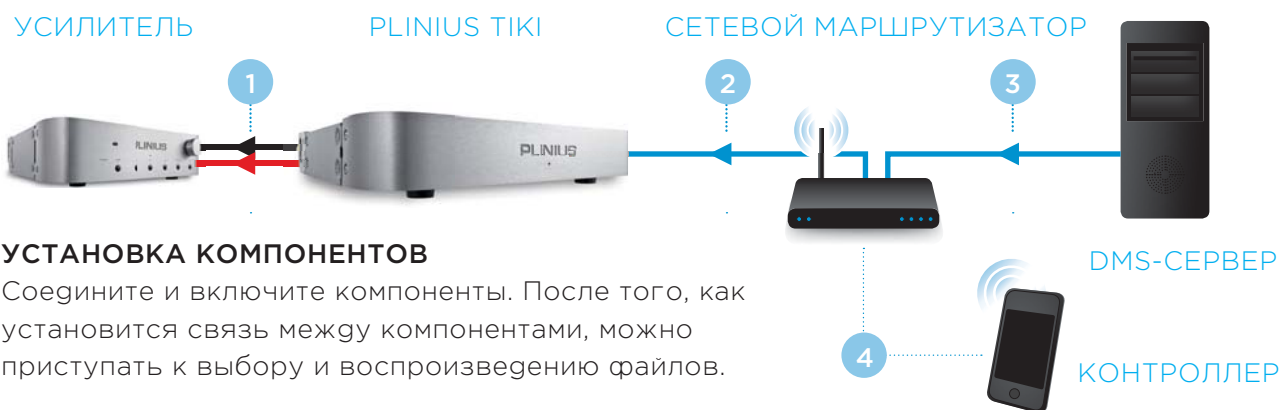 УСИЛИТЕЛЬ
PLINIUS TIKI
СЕТЕВОЙ МАРШРУТИЗАТОР
1
2
3
PLINIUS
PLINIUS
УСТАНОВКА КОМПОНЕНТОВ
Соедините и включите компоненты. После того, как
установится связь между компонентами, можно
приступать к выбору и воспроизведению файлов.
DMS-СЕРВЕР
4
КОНТРОЛЛЕР